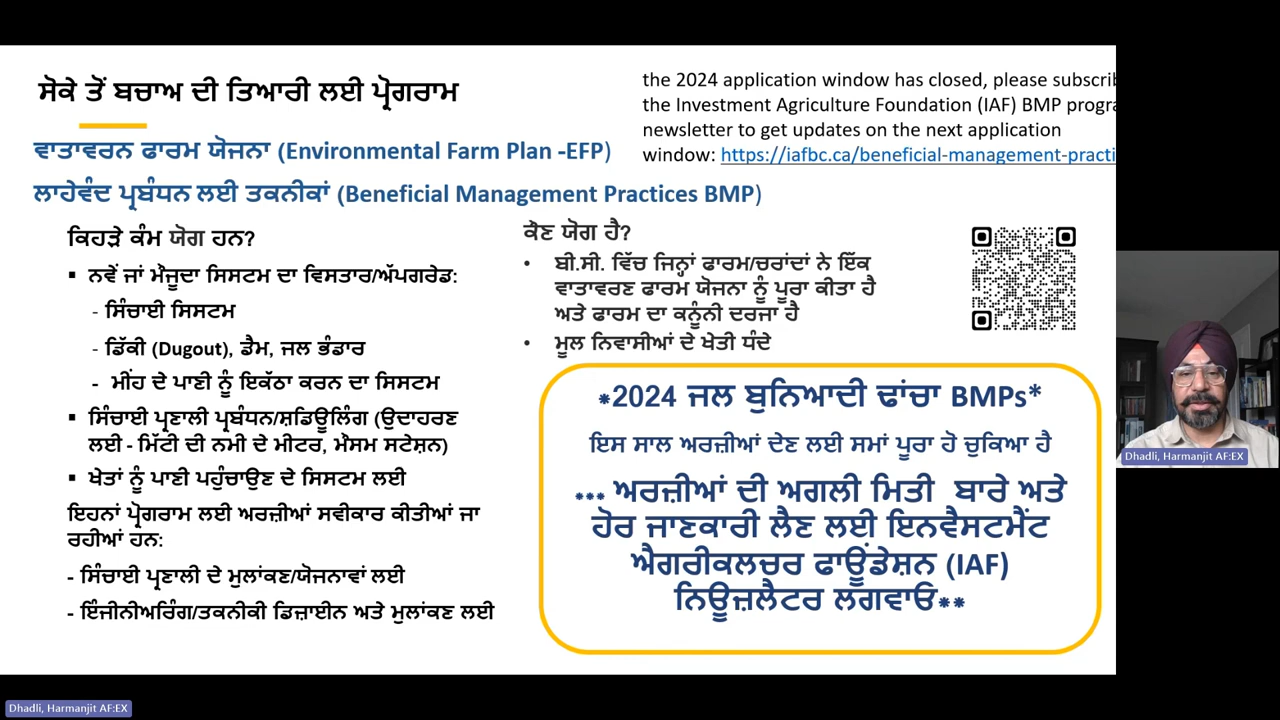 ਸੋਕੇ ਤੋਂ ਬਚਾਅ ਦੀ ਤਿਆਰੀ ਲਈ ਪ੍ਰੋਗਰਾਮ
the 2024 application window has closed, please subscrib
the Investment Agriculture Foundation (IAF) BMP progra
newsletter to get updates on the next application
window: https://iafbc.ca/beneficial-management-practi
ਵਾਤਾਵਰਨ ਫਾਰਮ ਯੋਜਨਾ (Environmental Farm Plan -EFP)
ਲਾਹੇਵੰਦ ਪ੍ਰਬੰਧਨ ਲਈ ਤਕਨੀਕਾਂ (Beneficial Management Practices BMP)
ਕਿਹੜੇ ਕੰਮ ਯੋਗ ਹਨ?
▪ ਨਵੇਂ ਜਾਂ ਮੌਜੂਦਾ ਸਿਸਟਮ ਦਾ ਵਿਸਤਾਰ/ਅੱਪਗਰੇਡ:
- ਸਿੰਚਾਈ ਸਿਸਟਮ
- ਡਿੱਕੀ (Dugout), ਡੈਮ, ਜਲ ਭੰਡਾਰ
- ਮੀਂਹ ਦੇ ਪਾਣੀ ਨੂੰ ਇਕੱਠਾ ਕਰਨ ਦਾ ਸਿਸਟਮ
▪ ਸਿੰਚਾਈ ਪ੍ਰਣਾਲੀ ਪ੍ਰਬੰਧਨ/ਸ਼ਡਿਊਲਿੰਗ (ਉਦਾਹਰਣ
ਲਈ - ਮਿੱਟੀ ਦੀ ਨਮੀ ਦੇ ਮੀਟਰ, ਮੌਸਮ ਸਟੇਸ਼ਨ)
▪ ਖੇਤਾਂ ਨੂੰ ਪਾਣੀ ਪਹੁੰਚਾਉਣ ਦੇ ਸਿਸਟਮ ਲਈ
ਇਹਨਾਂ ਪ੍ਰੋਗਰਾਮ ਲਈ ਅਰਜ਼ੀਆਂ ਸਵੀਕਾਰ ਕੀਤੀਆਂ ਜਾ
ਰਹੀਆਂ ਹਨ:
- ਸਿੰਚਾਈ ਪ੍ਰਣਾਲੀ ਦੇ ਮੁਲਾਂਕਣ/ਯੋਜਨਾਵਾਂ ਲਈ
- ਇੰਜੀਨੀਅਰਿੰਗ/ਤਕਨੀਕੀ ਡਿਜ਼ਾਈਨ ਅਤੇ ਮੁਲਾਂਕਣ ਲਈ
ਕੌਣ ਯੋਗ ਹੈ?
• ਬੀ.ਸੀ. ਵਿੱਚ ਜਿਨ੍ਹਾਂ ਫਾਰਮ/ਚਰਾਂਦਾਂ ਨੇ ਇੱਕ
ਵਾਤਾਵਰਣ ਫਾਰਮ ਯੋਜਨਾ ਨੂੰ ਪੂਰਾ ਕੀਤਾ ਹੈ
ਅਤੇ ਫਾਰਮ ਦਾ ਕਨੂੰਨੀ ਦਰਜਾ ਹੈ
• ਮੂਲ ਨਿਵਾਸੀਆਂ ਦੇ ਖੇਤੀ ਧੰਦੇ
*2024 ਜਲ ਬੁਨਿਆਦੀ ਢਾਂਚਾ BMPs*
ਇਸ ਸਾਲ ਅਰਜ਼ੀਆਂ ਦੇਣ ਲਈ ਸਮਾਂ ਪੂਰਾ ਹੋ ਚੁਕਿਆ ਹੈ
*** ਅਰਜ਼ੀਆਂ ਦੀ ਅਗਲੀ ਮਿਤੀ ਬਾਰੇ ਅਤੇ
ਹੋਰ ਜਾਣਕਾਰੀ ਲੈਣ ਲਈ ਇਨਵੈਸਟਮੈਂਟ
ਐਗਰੀਕਲਚਰ ਫਾਊਂਡੇਸ਼ਨ (IAF)
ਨਿਊਜ਼ਲੈਟਰ ਲਗਵਾਓ**
Dhadli, Harmanjit AF:EX
Dhadli, Harmanjit AF:EX